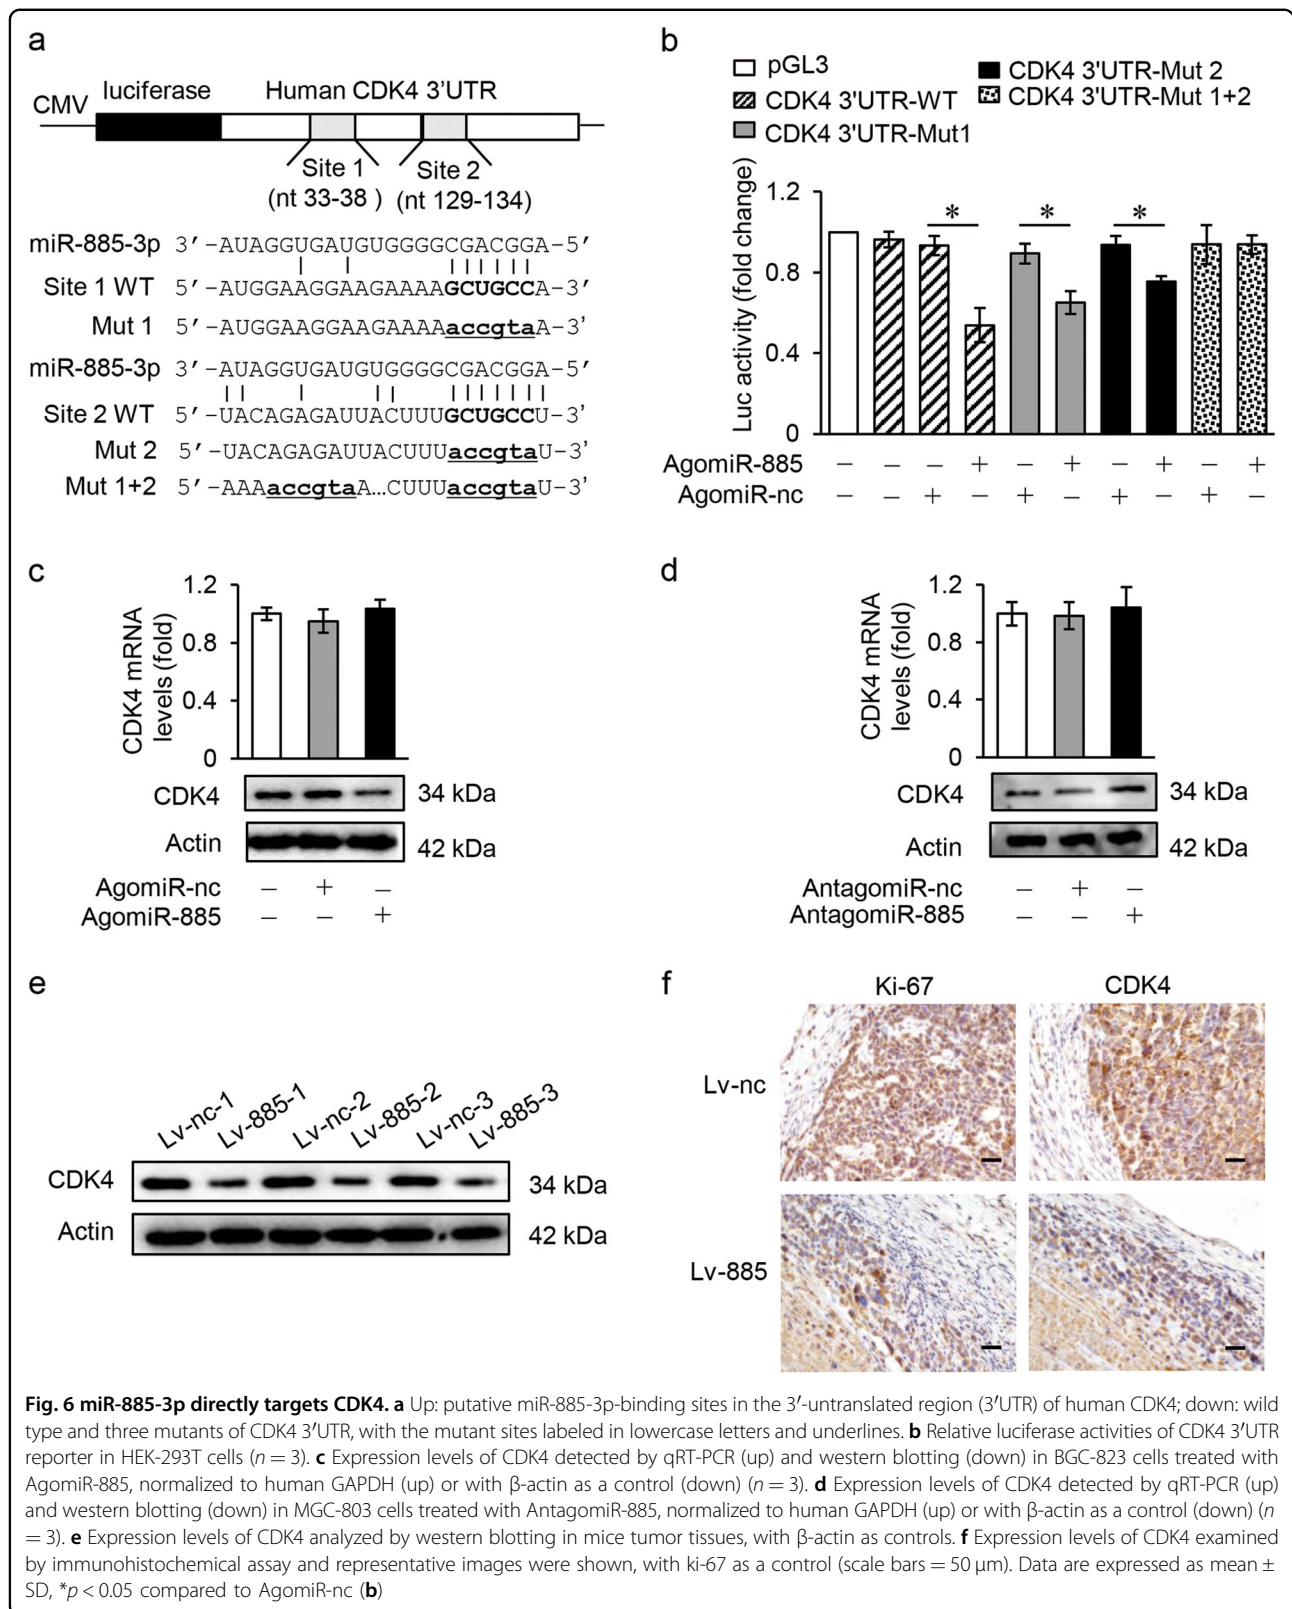 a
CMV
luciferase
Human CDK4 3'UTR
Site 1
(nt 33-38 )
Site 2
(nt 129-134)
miR-885-3p 3′-AUAGGUGAUGUGGGGCGACGGA-5′
Site 1 WT 5′-AUGGAAGGAAGAAAAGCUGCCA-3′
Mut 1 5′-AUGGAAGGAAGAAAAaccgtaA-3'
miR-885-3p 3′-AUAGGUGAUGUGGGGCGACGGA-5′
Site 2 WT 5′-UACAGAGAUUACUUUGCUGCCU-3′
Mut 2 5′-UACAGAGAUUACUUUaccgtaU-3'
Mut 1+2 5′-AAAaccgtaA…CUUUaccgtaU-3'
b
pGL3
CDK4 3'UTR-WT
CDK4 3'UTR-Mut1
CDK4 3'UTR-Mut 2
CDK4 3'UTR-Mut 1+2
Luc activity (fold change)
1.2
0.8
0.4
0
* * *
AgomiR-885 − − − + − + − + − +
AgomiR-nc − − + − + − + − + −
c
CDK4 mRNA
levels (fold)
1.2
0.8
0.4
0
CDK4 34 kDa
Actin 42 kDa
AgomiR-nc − + −
AgomiR-885 − − +
d
CDK4 mRNA
levels (fold)
1.2
0.8
0.4
0
CDK4 34 kDa
Actin 42 kDa
AntagomiR-nc − + −
AntagomiR-885 − − +
e
Lv-nc-1 Lv-885-1 Lv-nc-2 Lv-885-2 Lv-nc-3 Lv-885-3
CDK4 34 kDa
Actin 42 kDa
f
Ki-67 CDK4
Lv-nc
Lv-885
Fig. 6 miR-885-3p directly targets CDK4. a Up: putative miR-885-3p-binding sites in the 3′-untranslated region (3′UTR) of human CDK4; down: wild
type and three mutants of CDK4 3′UTR, with the mutant sites labeled in lowercase letters and underlines. b Relative luciferase activities of CDK4 3′UTR
reporter in HEK-293T cells (n = 3). c Expression levels of CDK4 detected by qRT-PCR (up) and western blotting (down) in BGC-823 cells treated with
AgomiR-885, normalized to human GAPDH (up) or with β-actin as a control (down) (n = 3). d Expression levels of CDK4 detected by qRT-PCR (up)
and western blotting (down) in MGC-803 cells treated with AntagomiR-885, normalized to human GAPDH (up) or with β-actin as a control (down) (n
= 3). e Expression levels of CDK4 analyzed by western blotting in mice tumor tissues, with β-actin as controls. f Expression levels of CDK4 examined
by immunohistochemical assay and representative images were shown, with ki-67 as a control (scale bars = 50 μm). Data are expressed as mean ±
SD, *p < 0.05 compared to AgomiR-nc (b)